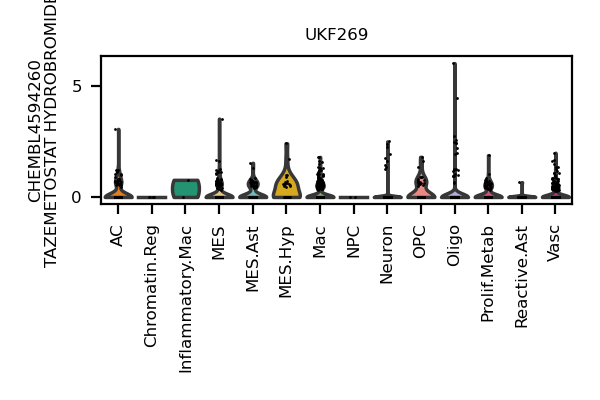 UKF269
CHEMBL4594260
TAZEMETOSTAT HYDROBROMIDE
5
0
AC
Chromatin.Reg
Inflammatory.Mac
MES
MES.Ast
MES.Hyp
Mac
NPC
Neuron
OPC
Oligo
Prolif.Metab
Reactive.Ast
Vasc